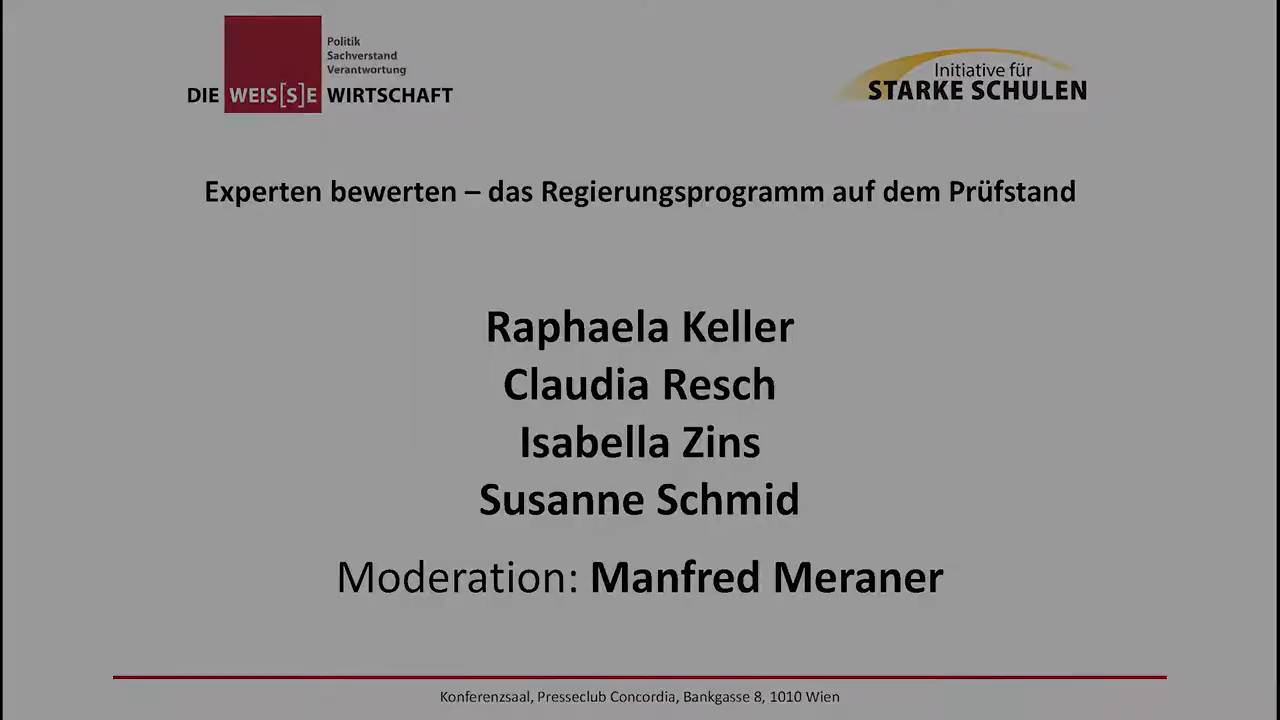 Politik
Sachverstand
Verantwortung
DIE WEIS[S]E WIRTSCHAFT
Initiative für
STARKE SCHULEN
Experten bewerten – das Regierungsprogramm auf dem Prüfstand
Raphaela Keller
Claudia Resch
Isabella Zins
Susanne Schmid
Moderation: Manfred Meraner
Konferenzsaal, Presseclub Concordia, Bankgasse 8, 1010 Wien